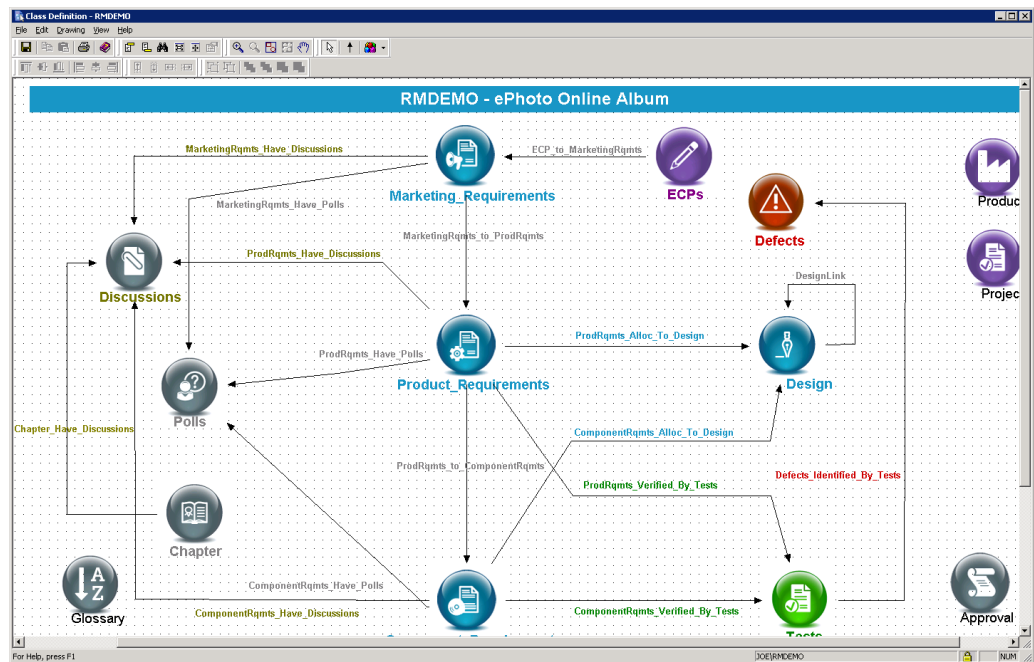 Class Definition - RMDEMO
File Edit Drawing View Help
RMDEMO - ePhoto Online Album
MarketingRqmts_Have_Discussions
ECP_to_MarketingRqmts
Marketing_Requirements
ECPs
Produc
MarketingRqmts_Have_Polls
MarketingRqmts_to_ProdRqmts
Defects
ProdRqmts_Have_Discussions
DesignLink
Discussions
Projec
ProdRqmts_Alloc_To_Design
ProdRqmts_Have_Polls
Product_Requirements
Design
Polls
Chapter_Have_Discussions
ComponentRqmts_Alloc_To_Design
ProdRqmts_to_ComponentRqmts
Defects_Identified_By_Tests
ProdRqmts_Verified_By_Tests
Chapter
A
Z
ComponentRqmts_Have_Polls
Glossary
ComponentRqmts_Have_Discussions
ComponentRqmts_Verified_By_Tests
Approval
Tests
For Help, press F1
JOE\RMDEMO
NUM